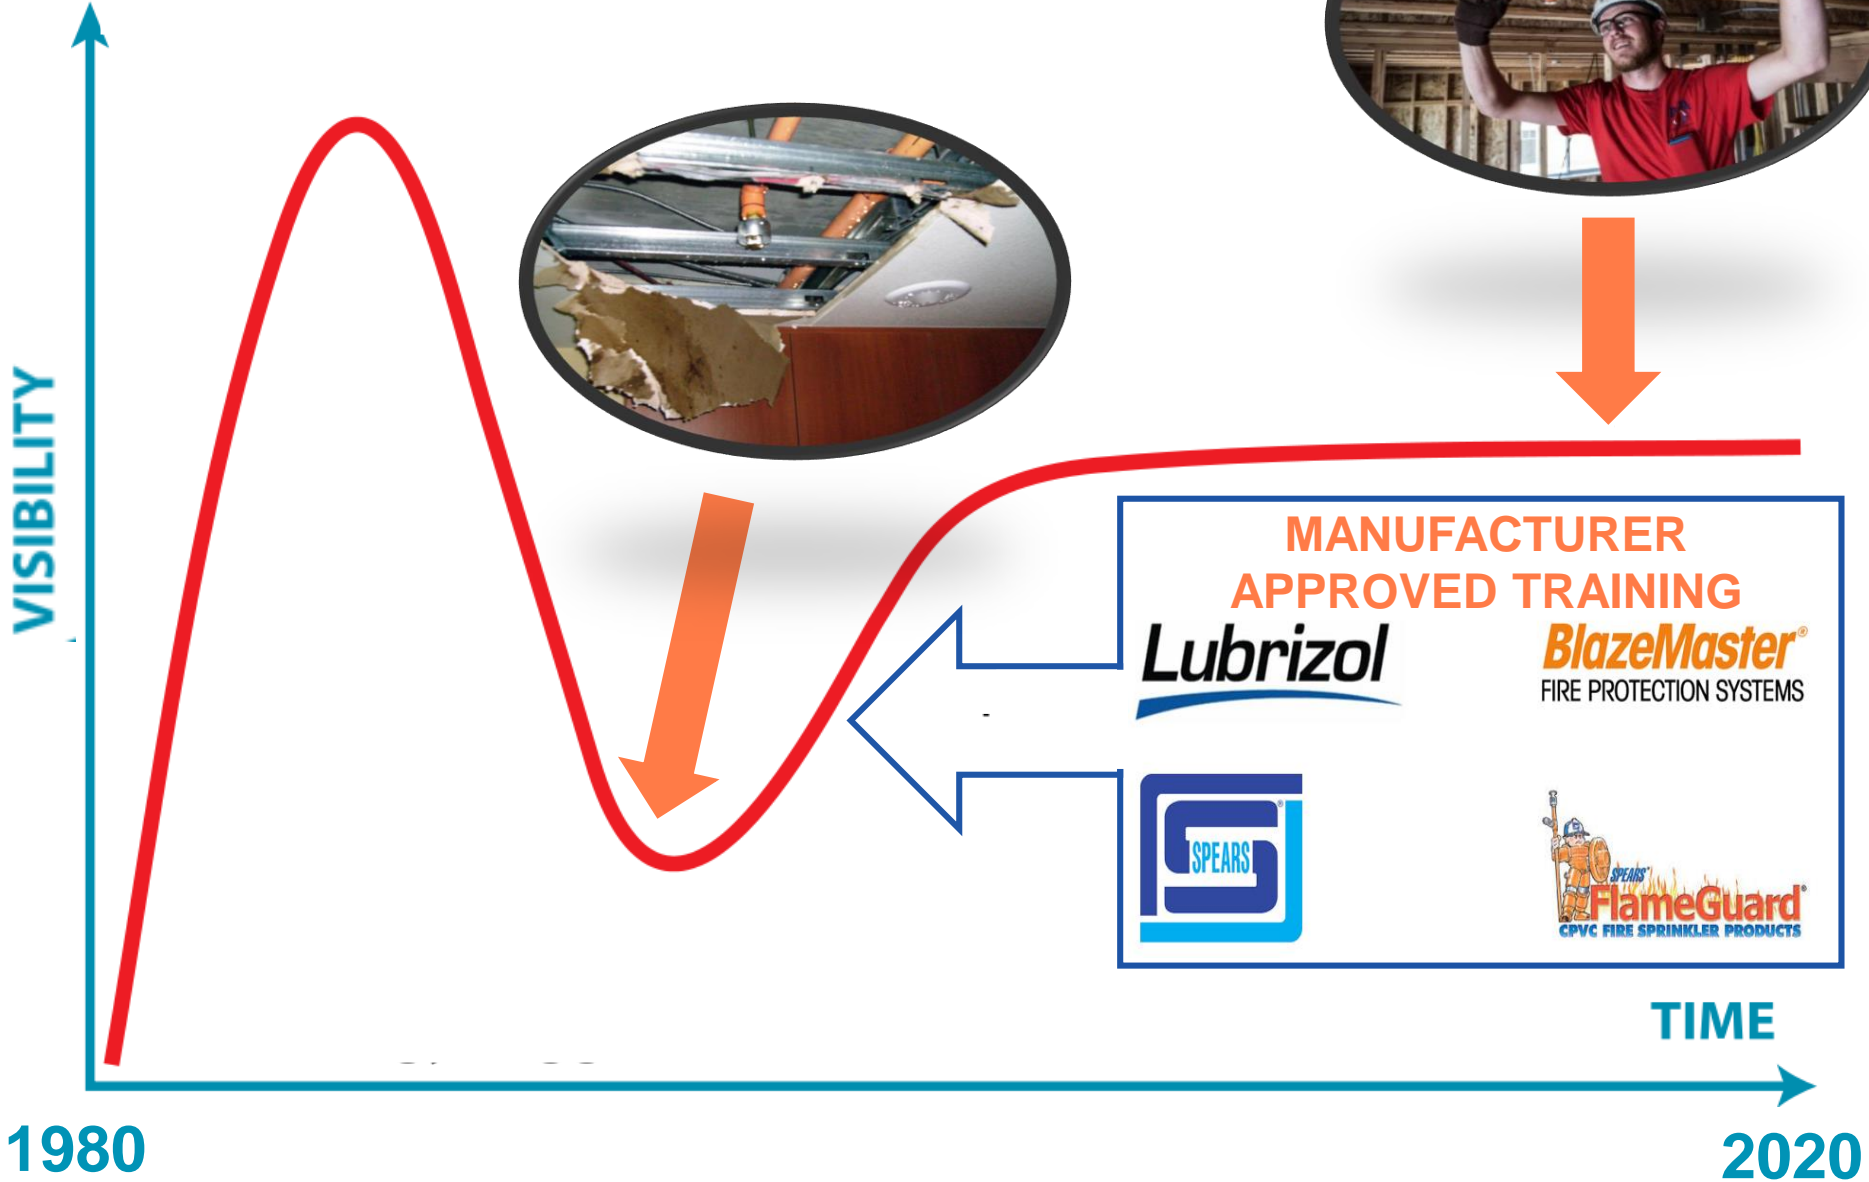 VISIBILITY
MANUFACTURER
APPROVED TRAINING
Lubrizol
BlazeMaster®
FIRE PROTECTION SYSTEMS
SPEARS®
SPEARS®
FlameGuard®
CPVC FIRE SPRINKLER PRODUCTS
TIME
1980
2020